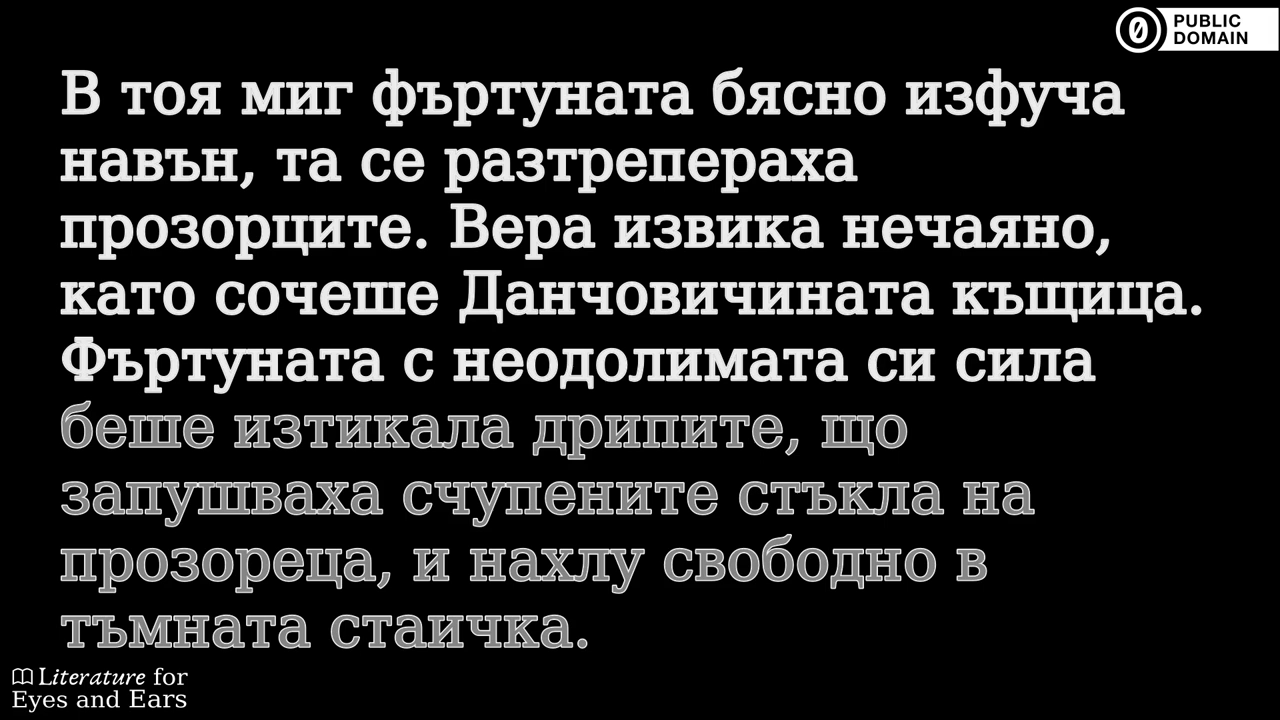 PUBLIC
DOMAIN
В тоя миг фъртуната бясно изфуча
навън, та се разтрепераха
прозорците. Вера извика нечаяно,
като сочеше Данчовичината къщица.
Фъртуната с неодолимата си сила
беше изтикала дрипите, що
запушваха счупените стъкла на
прозореца, и нахлу свободно в
тъмната стаичка.
Literature for
Eyes and Ears